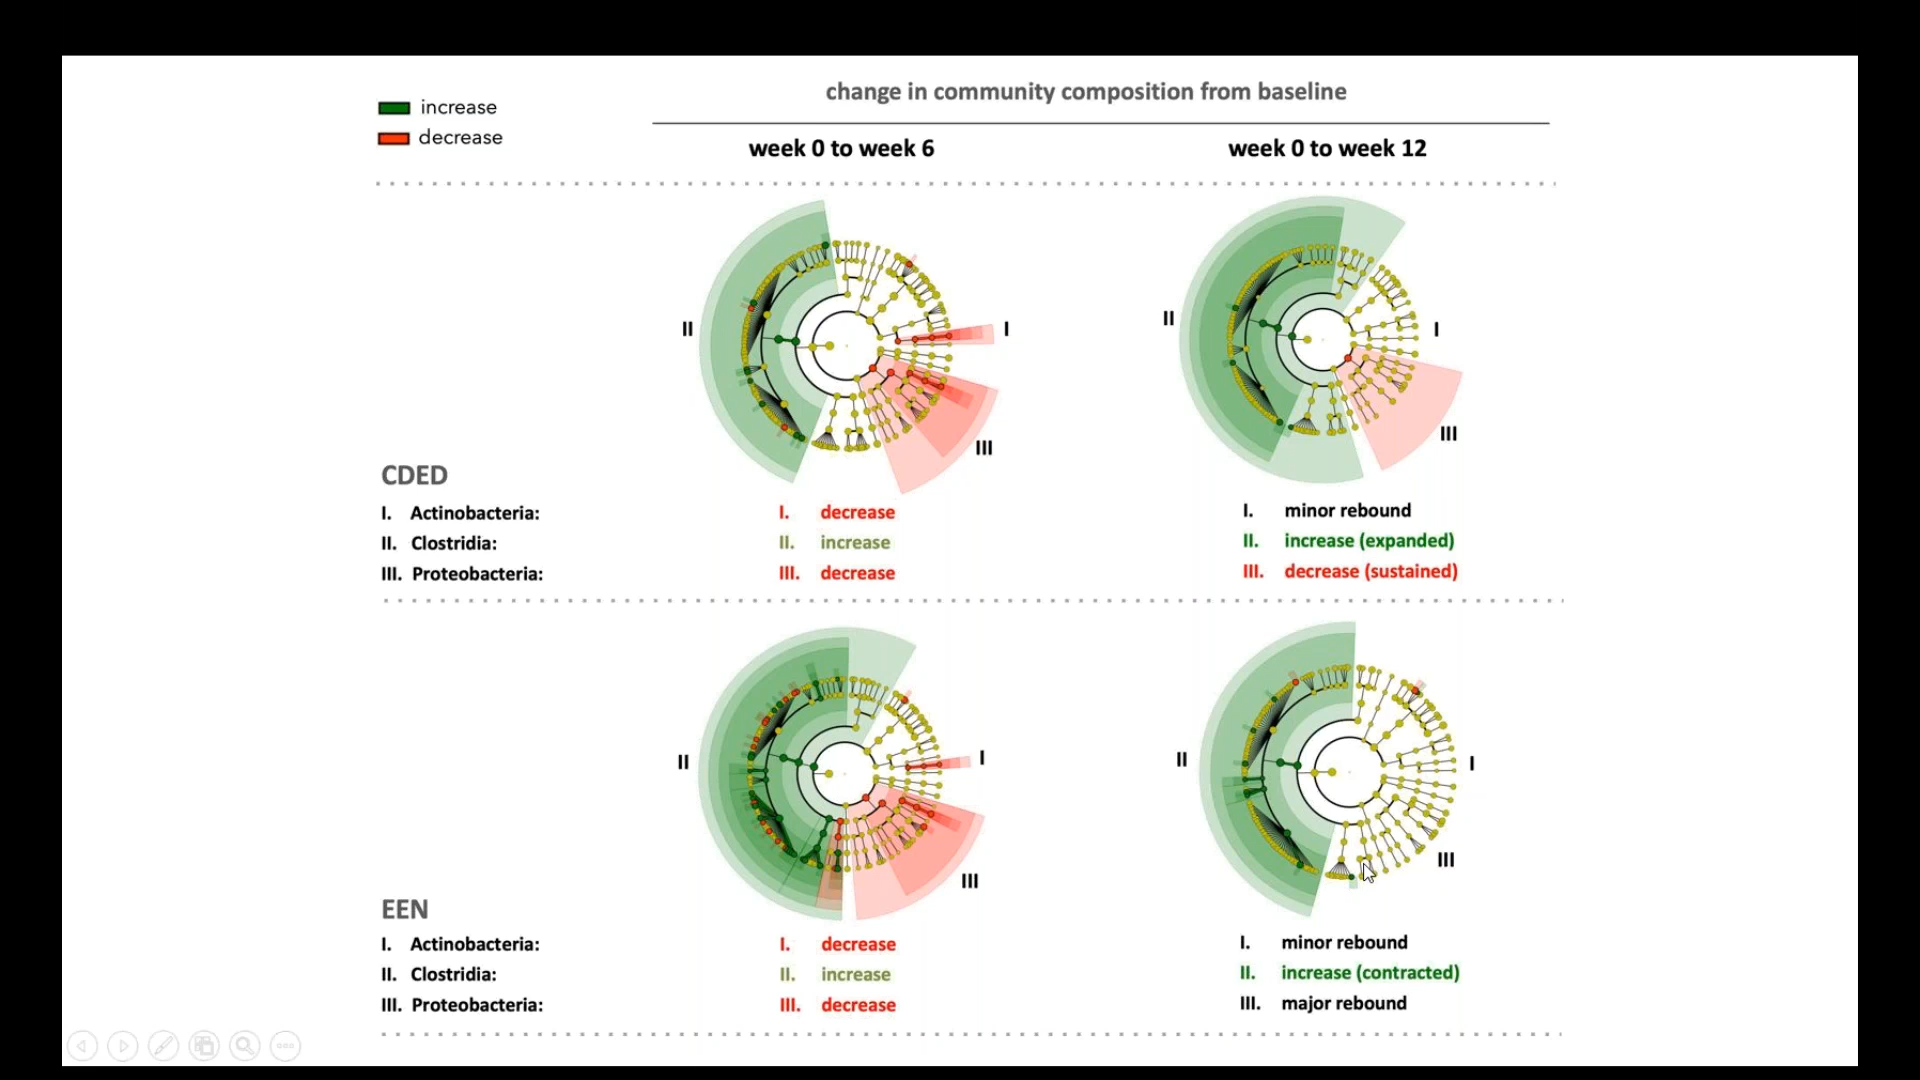 increase
decrease
change in community composition from baseline
week 0 to week 6
week 0 to week 12
II
I
III
II
I
III
CDED
I. Actinobacteria:
II. Clostridia:
III. Proteobacteria:
I. decrease
II. increase
III. decrease
I. minor rebound
II. increase (expanded)
III. decrease (sustained)
II
I
III
II
I
III
EEN
I. Actinobacteria:
II. Clostridia:
III. Proteobacteria:
I. decrease
II. increase
III. decrease
I. minor rebound
II. increase (contracted)
III. major rebound